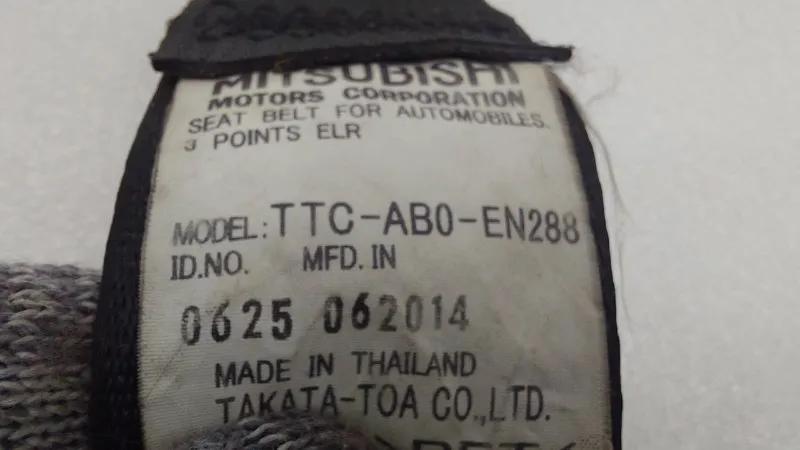 MITSUBISHI
MOTORS CORPORATION
SEAT BELT FOR AUTOMOBILES.
3 POINTS ELR
MODEL: TTC-AB0-EN288
ID.NO. MFD. IN
0625 062014
MADE IN THAILAND
TAKATA-TOA CO.,LTD.
>PET<